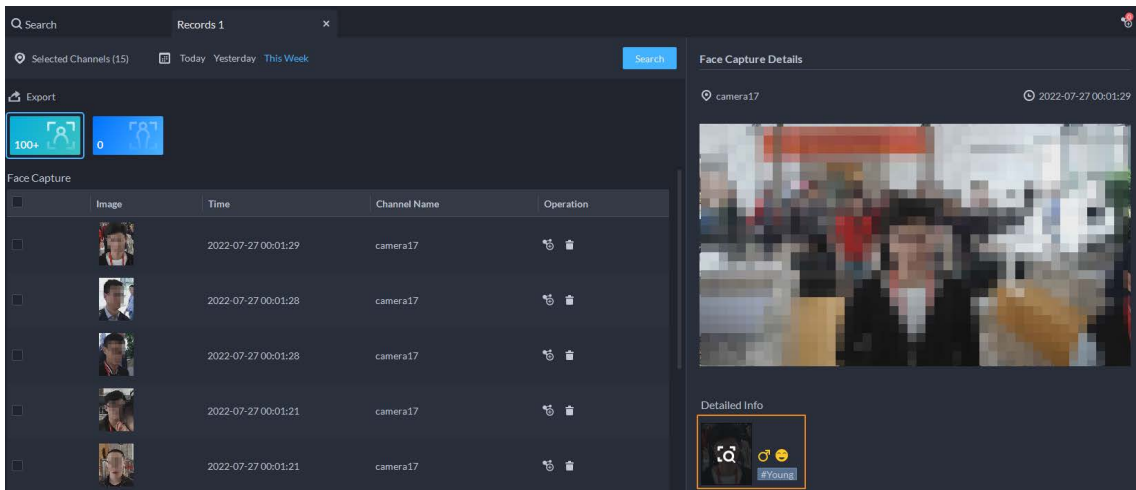 Search
Records 1
0
Selected Channels (15)
Today Yesterday This Week
Search
Export
100+
0
Face Capture
Image Time Channel Name Operation
2022-07-27 00:01:29 camera17
2022-07-27 00:01:28 camera17
2022-07-27 00:01:28 camera17
2022-07-27 00:01:21 camera17
2022-07-27 00:01:21 camera17
Face Capture Details
camera17 2022-07-27 00:01:29
Detailed Info
#Young